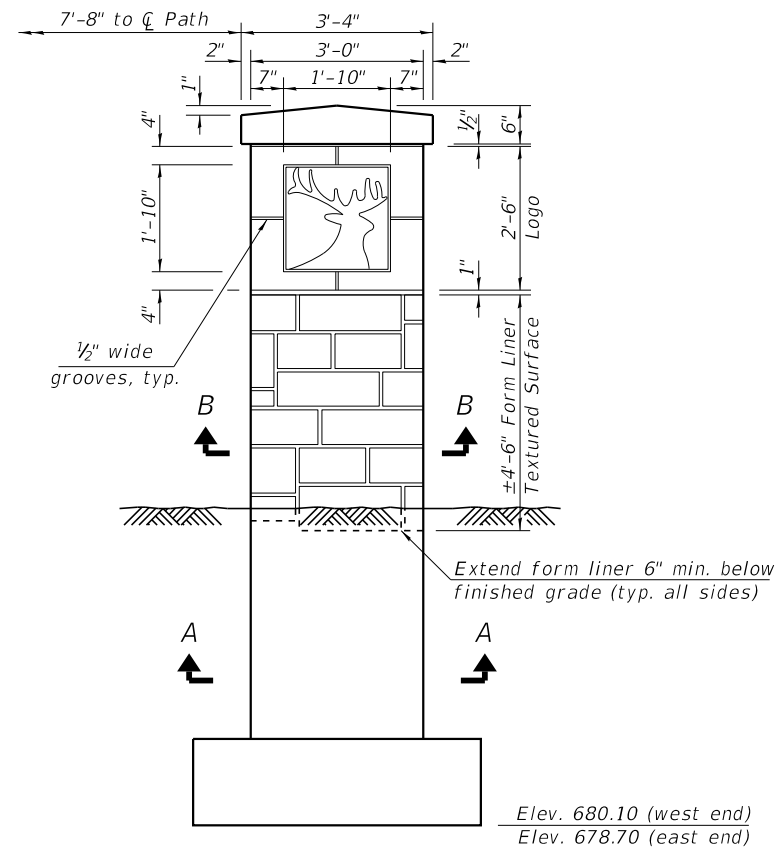 7'-8" to ℄ Path
3'-4"
2"
3'-0"
2"
7"
1'-10"
7"
1"
4"
½"
6"
1'-10"
2'-6"
Logo
4"
1"
½" wide
grooves, typ.
±4'-6" Form Liner
Textured Surface
B
B
Extend form liner 6" min. below
finished grade (typ. all sides)
A
A
Elev. 680.10 (west end)
Elev. 678.70 (east end)